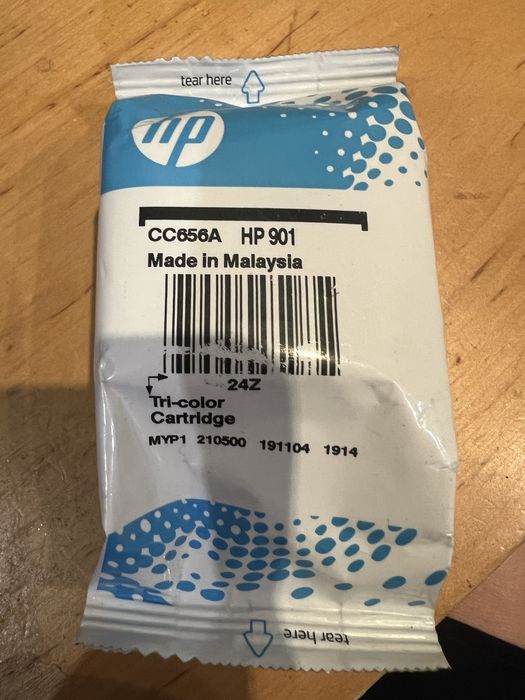 tear here
hp
CC656A HP 901
Made in Malaysia
24Z
Tri-color
Cartridge
MYP1 210500 191104 1914
tear here